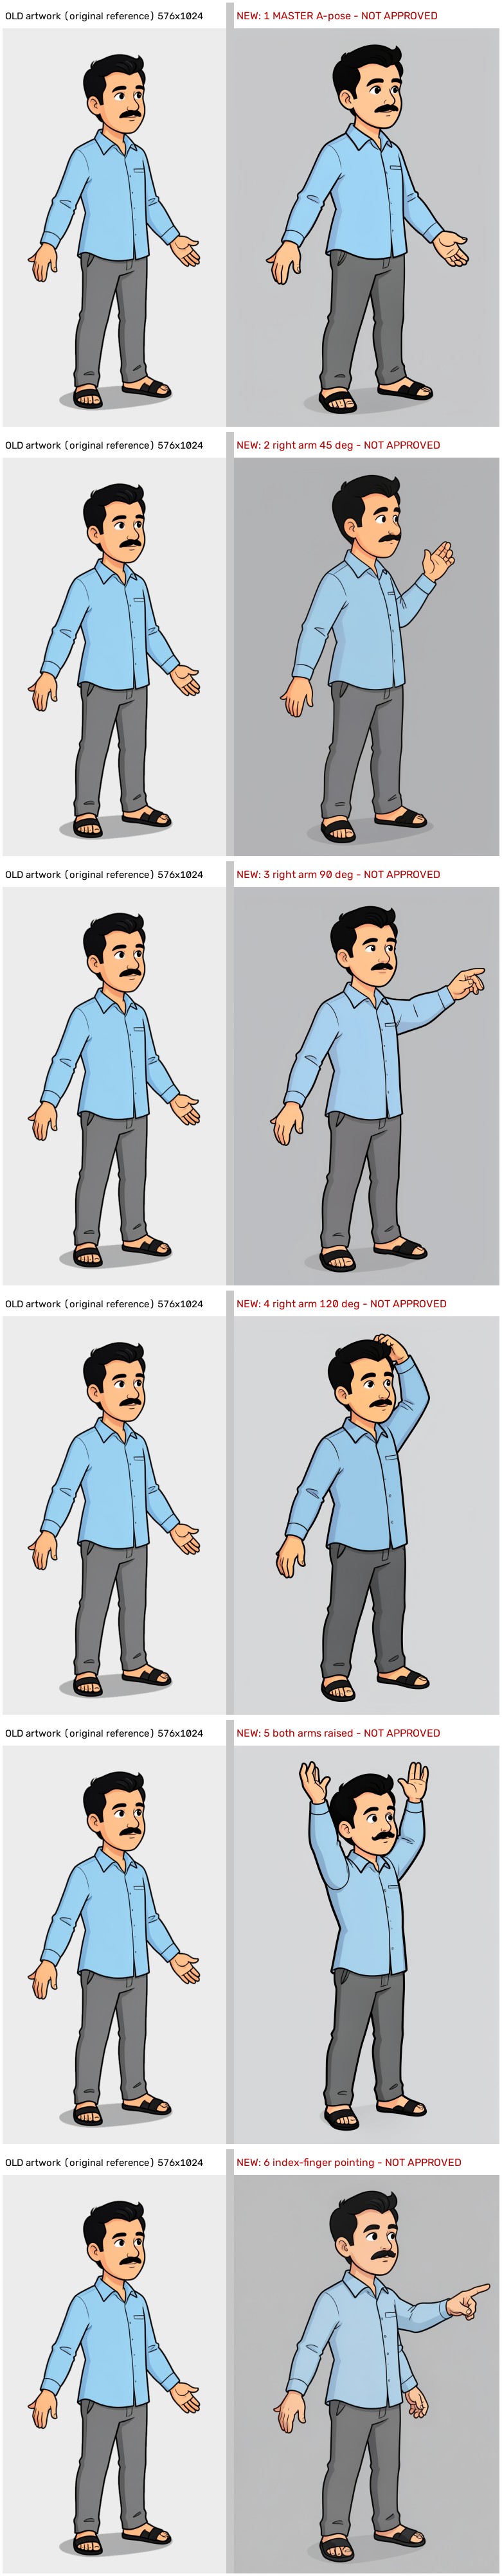 OLD artwork (original reference) 576x1024
NEW: 1 MASTER A-pose - NOT APPROVED
OLD artwork (original reference) 576x1024
NEW: 2 right arm 45 deg - NOT APPROVED
OLD artwork (original reference) 576x1024
NEW: 3 right arm 90 deg - NOT APPROVED
OLD artwork (original reference) 576x1024
NEW: 4 right arm 120 deg - NOT APPROVED
OLD artwork (original reference) 576x1024
NEW: 5 both arms raised - NOT APPROVED
OLD artwork (original reference) 576x1024
NEW: 6 index-finger pointing - NOT APPROVED